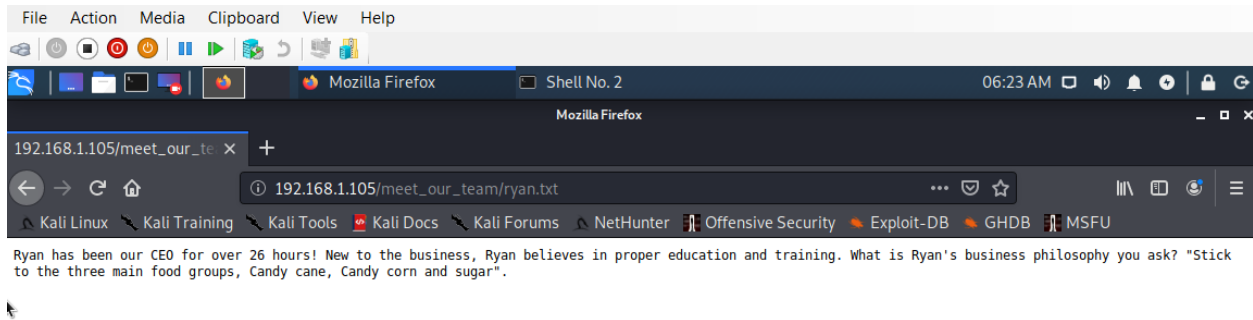 File Action Media Clipboard View Help
Mozilla Firefox Shell No. 2 06:23 AM
Mozilla Firefox
192.168.1.105/meet_our_te
192.168.1.105/meet_our_team/ryan.txt
Kali Linux Kali Training Kali Tools Kali Docs Kali Forums NetHunter Offensive Security Exploit-DB GHDB MSFU
Ryan has been our CEO for over 26 hours! New to the business, Ryan believes in proper education and training. What is Ryan's business philosophy you ask? "Stick
to the three main food groups, Candy cane, Candy corn and sugar".